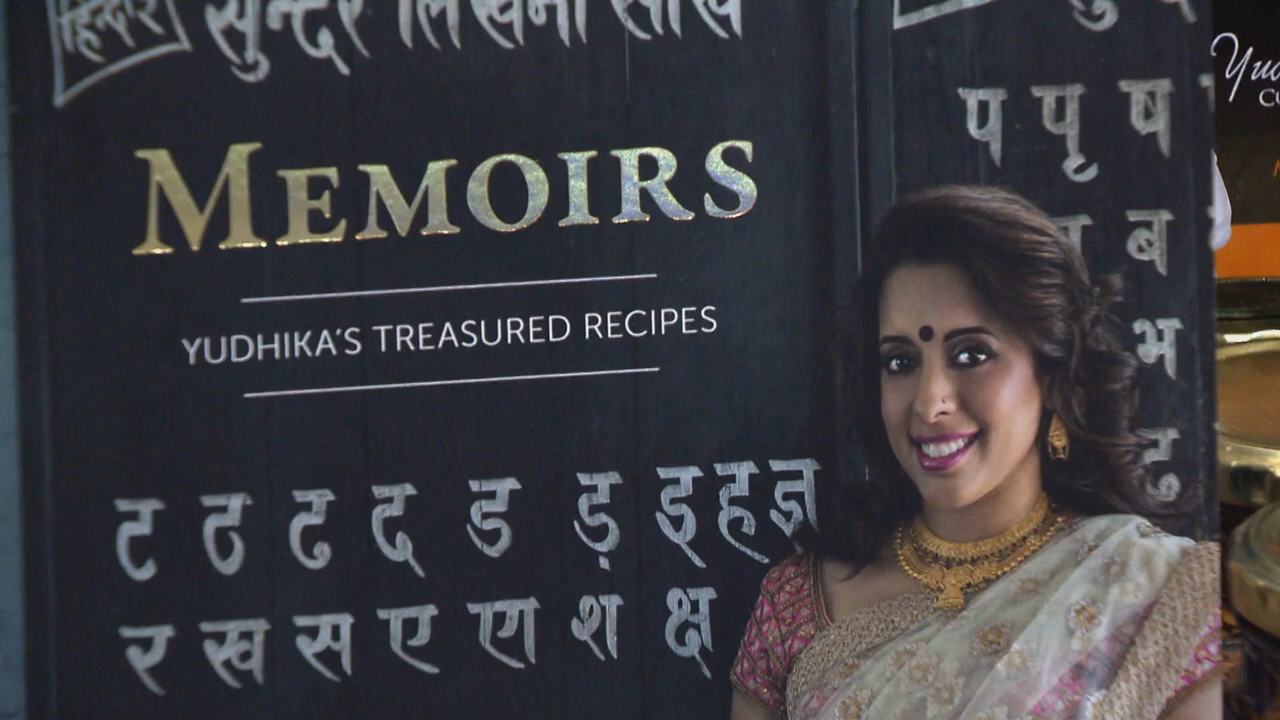 सुन्दर लिखना सीख
MEMOIRS
YUDHIKA'S TREASURED RECIPES
ट ठ ढ द ड ड़ इ ह ज्ञ
र ख स ए ऐ श क्ष
प पृ ष
ब
भ